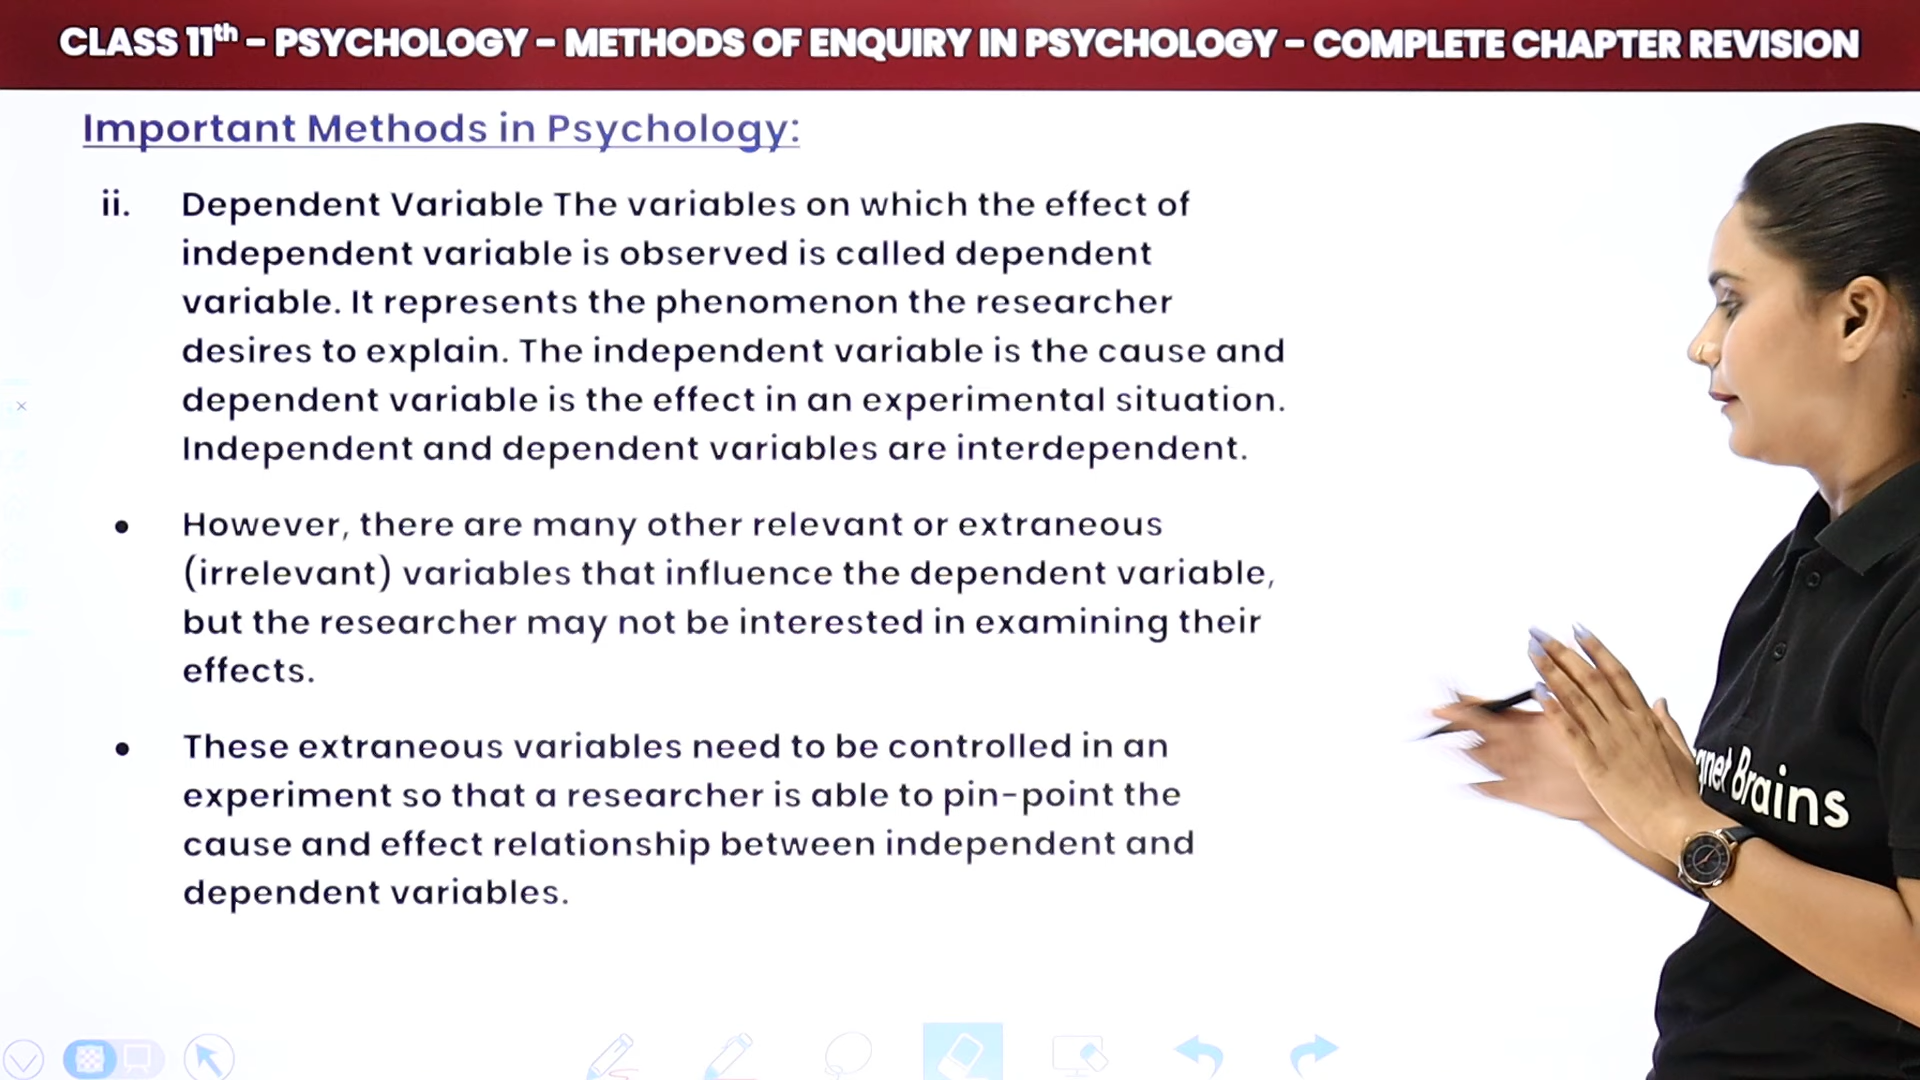 CLASS 11th – PSYCHOLOGY – METHODS OF ENQUIRY IN PSYCHOLOGY – COMPLETE CHAPTER REVISION
Important Methods in Psychology:
ii. Dependent Variable The variables on which the effect of
independent variable is observed is called dependent
variable. It represents the phenomenon the researcher
desires to explain. The independent variable is the cause and
dependent variable is the effect in an experimental situation.
Independent and dependent variables are interdependent.
• However, there are many other relevant or extraneous
(irrelevant) variables that influence the dependent variable,
but the researcher may not be interested in examining their
effects.
• These extraneous variables need to be controlled in an
experiment so that a researcher is able to pin-point the
cause and effect relationship between independent and
dependent variables.
Brains